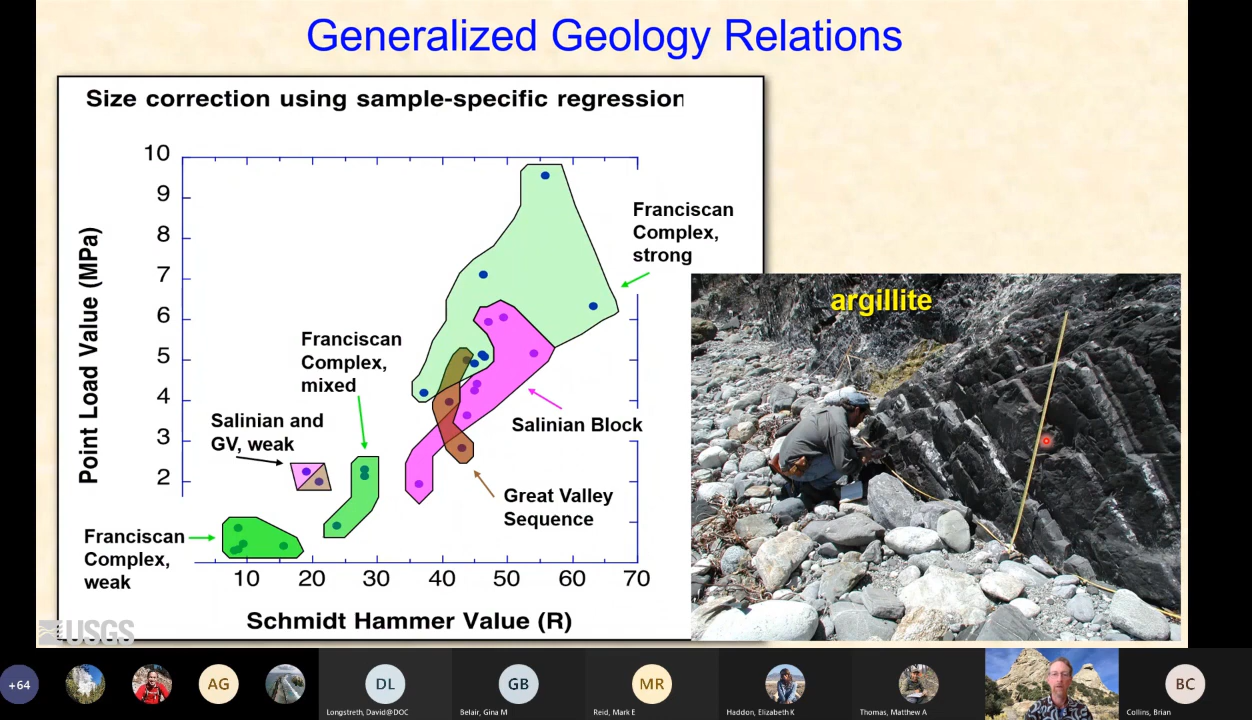 Generalized Geology Relations
Size correction using sample-specific regression
10
9
8
7
6
5
4
3
2
Point Load Value (MPa)
Franciscan
Complex,
strong
Franciscan
Complex,
mixed
Salinian and
GV, weak
Salinian Block
Great Valley
Sequence
Franciscan
Complex,
weak
10 20 30 40 50 60 70
Schmidt Hammer Value (R)
argillite
USGS
+64
AG
DL
GB
MR
BC
Longstreth, David@DOC
Belair, Gina M
Reid, Mark E
Haddon, Elizabeth K
Thomas, Matthew A
Collins, Brian